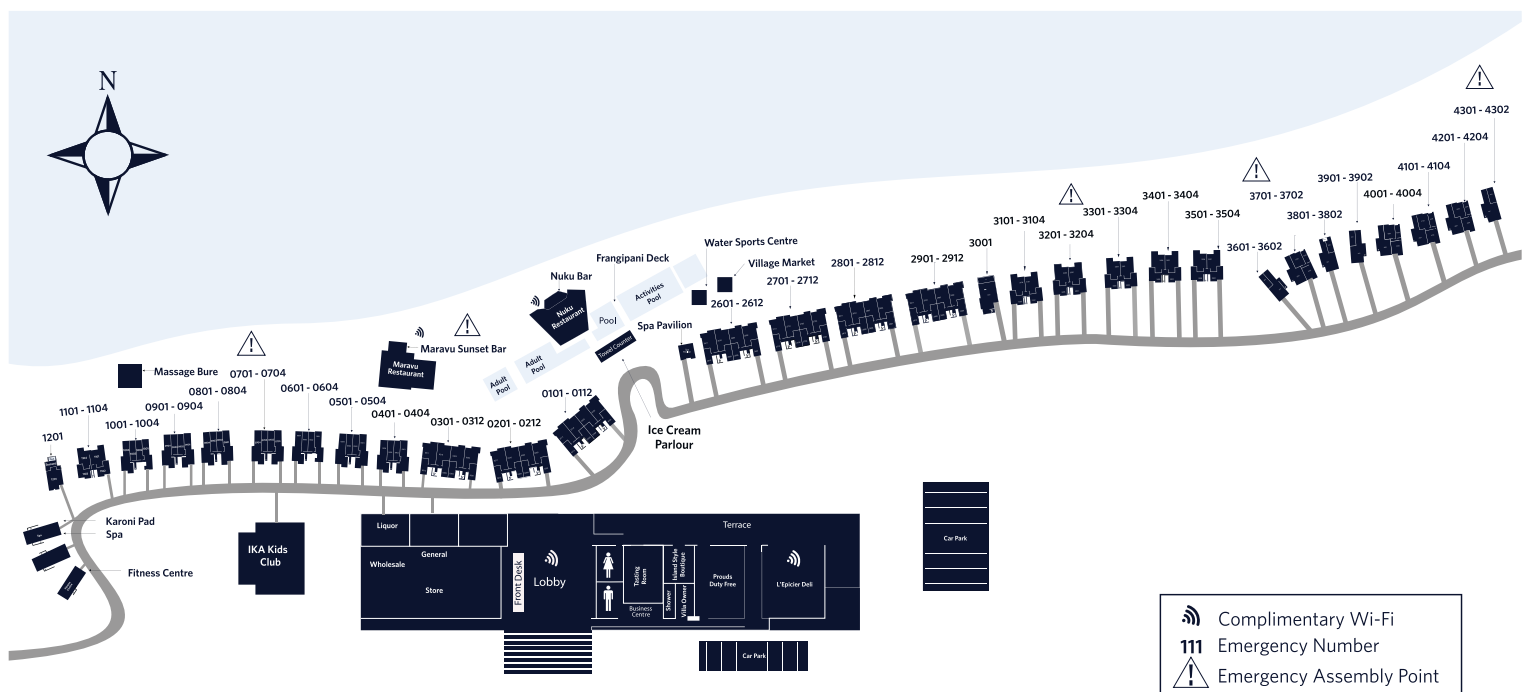 N
4301 - 4302
4201 - 4204
4101 - 4104
3901 - 3902
4001 - 4004
3701 - 3702
3801 - 3802
3601 - 3602
3401 - 3404
3301 - 3304
3501 - 3504
3101 - 3104
3201 - 3204
3001
2901 - 2912
2801 - 2812
2701 - 2712
2601 - 2612
Water Sports Centre
Village Market
Frangipani Deck
Nuku Bar
Nuku
Restaurant
Activities
Pool
Pool
Spa Pavilion
Towel Counter
Adult
Pool
Adult
Pool
Maravu Sunset Bar
Maravu
Restaurant
Massage Bure
0701 - 0704
0801 - 0804
0601 - 0604
0901 - 0904
0501 - 0504
1101 - 1104
1001 - 1004
0401 - 0404
0301 - 0312
0201 - 0212
0101 - 0112
1201
Ice Cream
Parlour
Karoni Pad
Spa
Fitness Centre
IKA Kids
Club
Liquor
General
Wholesale
Store
Front Desk
Lobby
Terrace
Tasting
Room
Island Style
Boutique
Business
Centre
Shower
Villa Owner
Prouds
Duty Free
L'Epicier Deli
Car Park
Car Park
Complimentary Wi-Fi
111 Emergency Number
Emergency Assembly Point